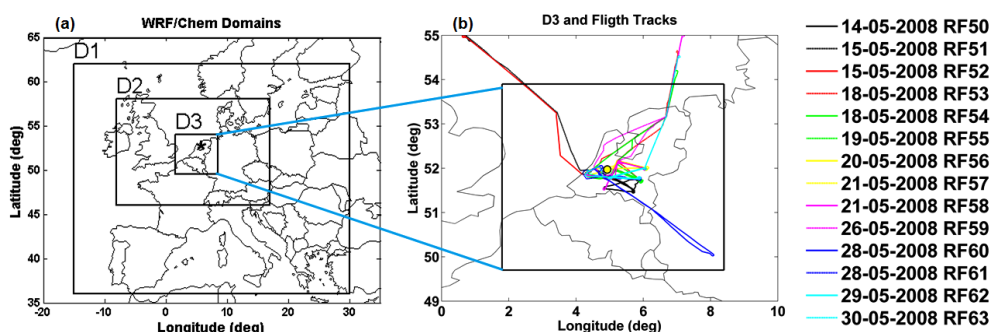 (a) WRF/Chem Domains
65
60
55
50
45
40
35
-20 -10 0 10 20 30
Latitude (deg)
Longitude (deg)
D1
D2
D3
(b) D3 and Fligth Tracks
55
54
53
52
51
50
49
0 2 4 6 8 10
Latitude (deg)
Longitude (deg)
14-05-2008 RF50
15-05-2008 RF51
15-05-2008 RF52
18-05-2008 RF53
18-05-2008 RF54
19-05-2008 RF55
20-05-2008 RF56
21-05-2008 RF57
21-05-2008 RF58
26-05-2008 RF59
28-05-2008 RF60
28-05-2008 RF61
29-05-2008 RF62
30-05-2008 RF63